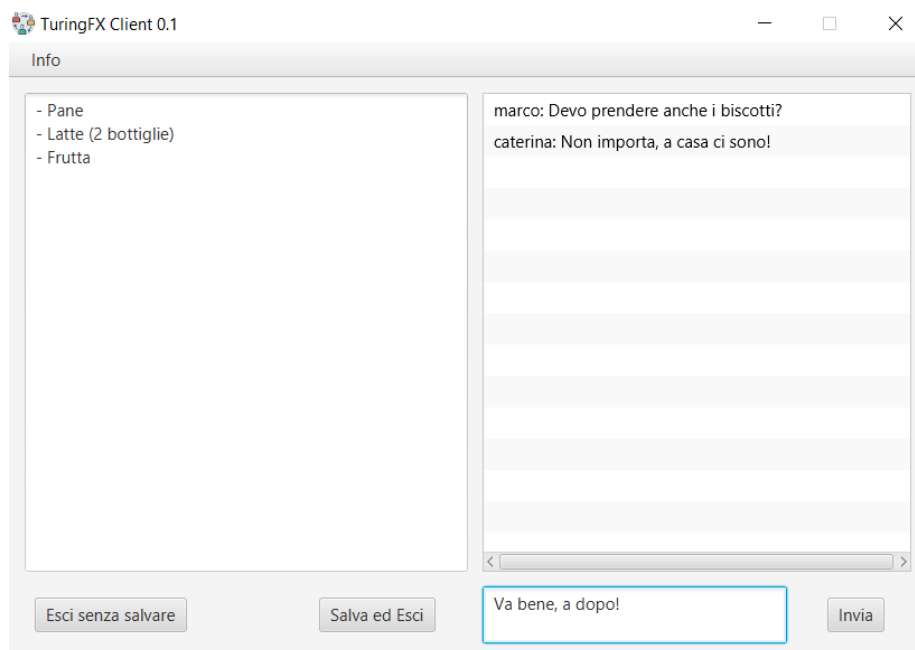 TuringFX Client 0.1
Info
- Pane
- Latte (2 bottiglie)
- Frutta
marco: Devo prendere anche i biscotti?
caterina: Non importa, a casa ci sono!
Esci senza salvare
Salva ed Esci
Va bene, a dopo!
Invia